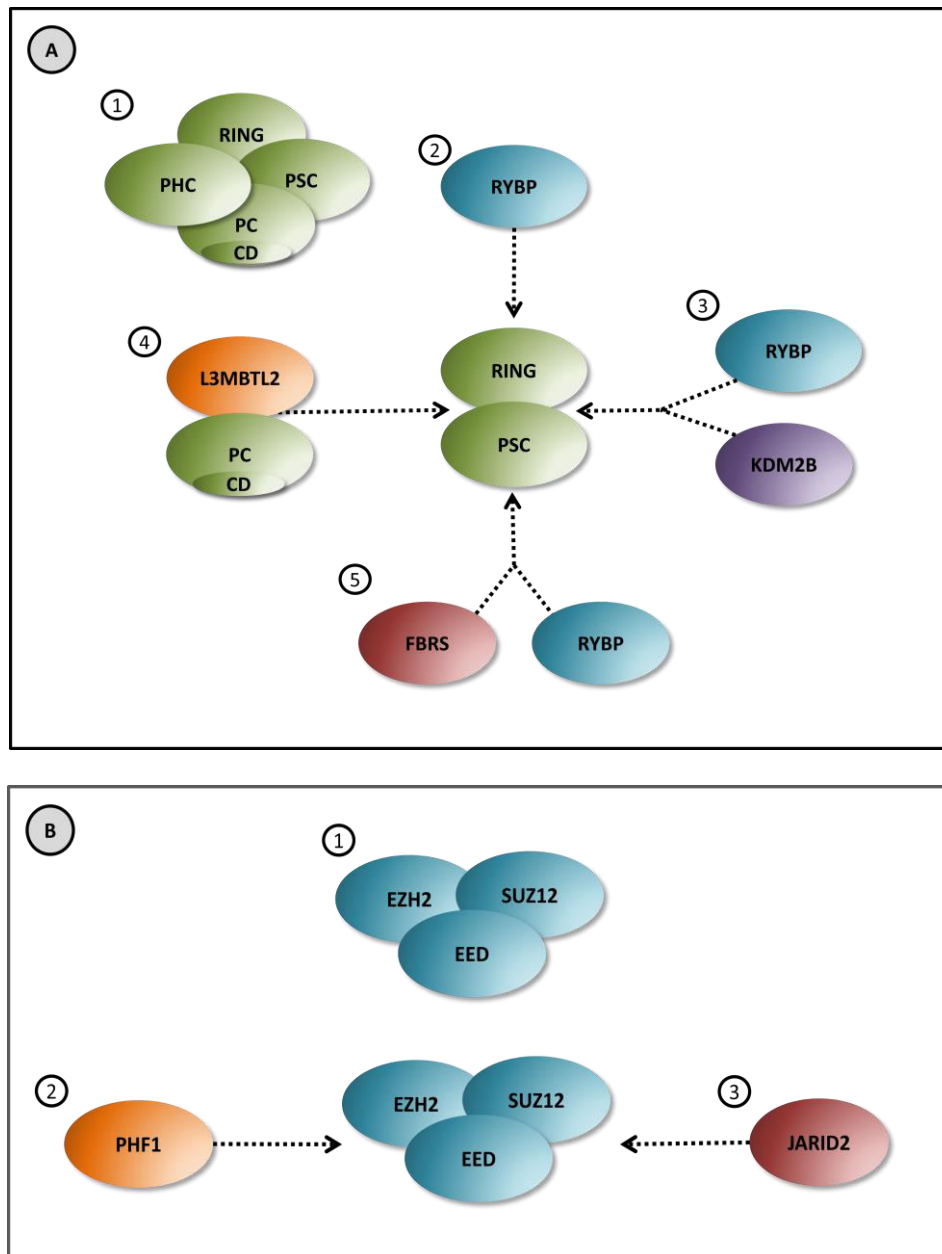 A
1
RING
PHC
PSC
PC
CD
2
RYBP
3
RYBP
KDM2B
4
L3MBTL2
PC
CD
RING
PSC
5
FBRS
RYBP
B
1
EZH2
SUZ12
EED
2
PHF1
EZH2
SUZ12
EED
3
JARID2